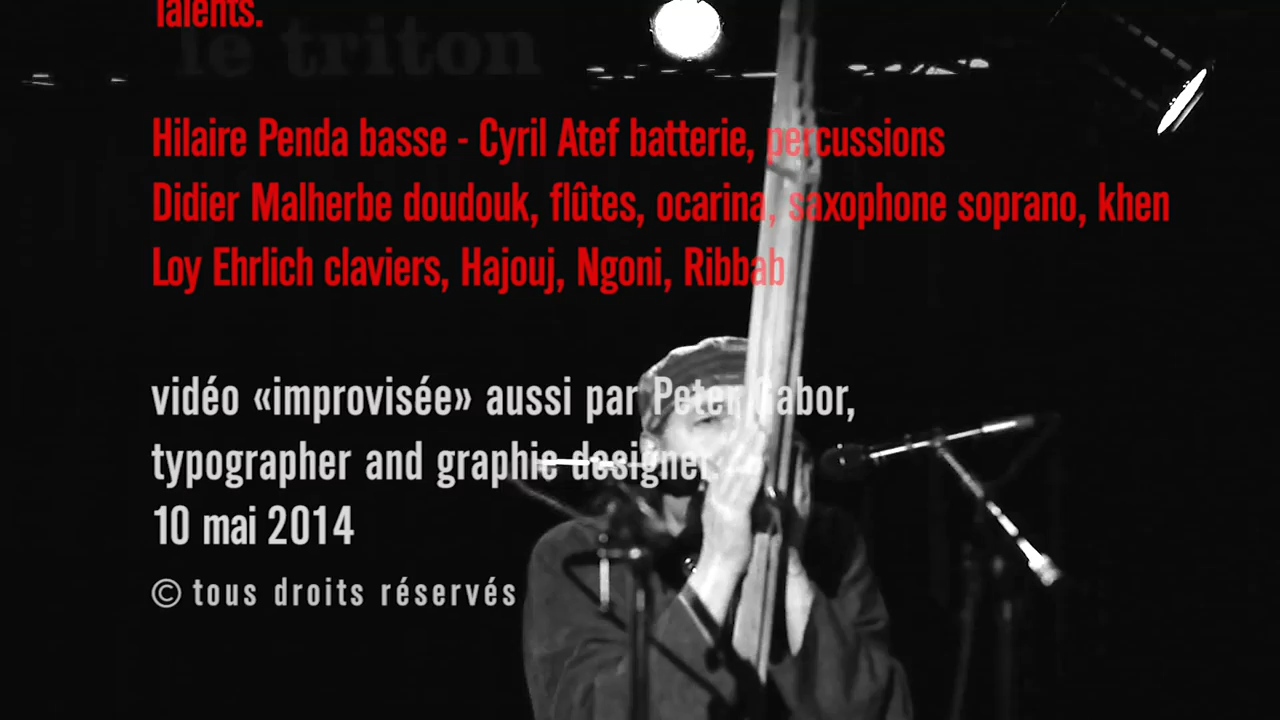 Talents.
le triton
Hilaire Penda basse - Cyril Atef batterie, percussions
Didier Malherbe doudouk, flûtes, ocarina, saxophone soprano, khen
Loy Ehrlich claviers, Hajouj, Ngoni, Ribbab
vidéo «improvisée» aussi par Peter Gabor,
typographer and graphic designer.
10 mai 2014
© tous droits réservés